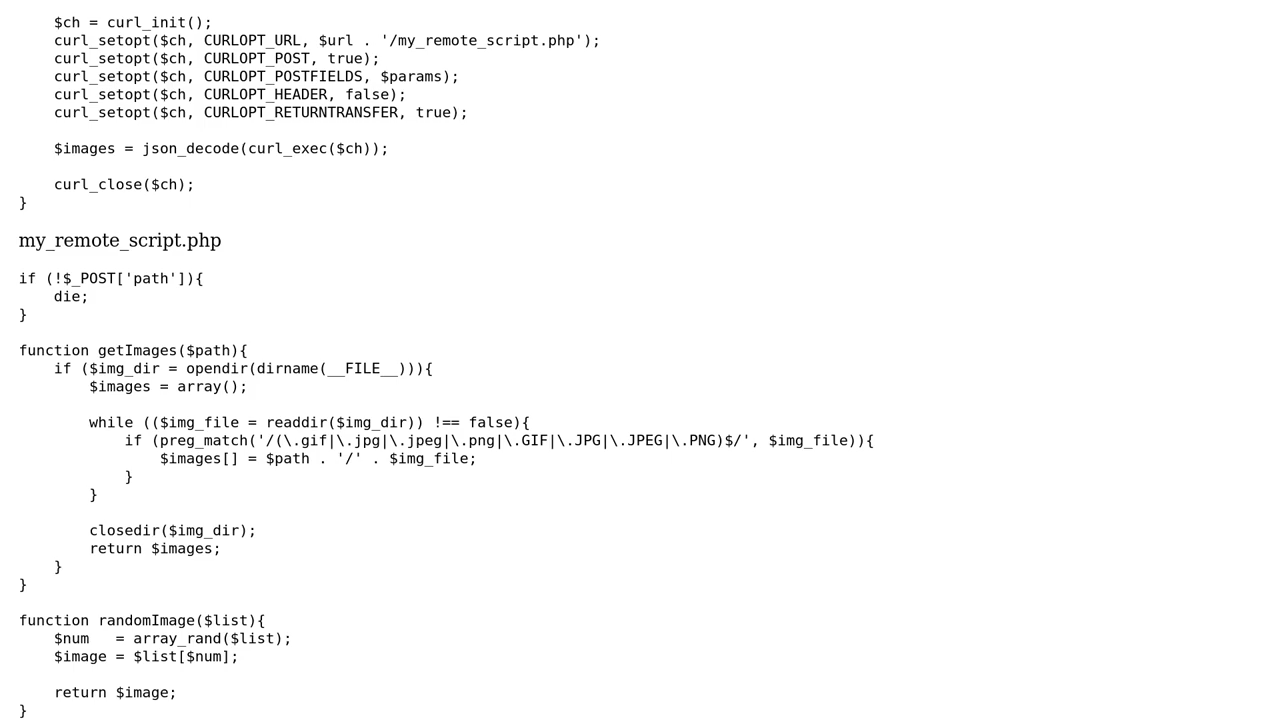 $ch = curl_init();
    curl_setopt($ch, CURLOPT_URL, $url . '/my_remote_script.php');
    curl_setopt($ch, CURLOPT_POST, true);
    curl_setopt($ch, CURLOPT_POSTFIELDS, $params);
    curl_setopt($ch, CURLOPT_HEADER, false);
    curl_setopt($ch, CURLOPT_RETURNTRANSFER, true);

    $images = json_decode(curl_exec($ch));

    curl_close($ch);
}

my_remote_script.php

if (!$_POST['path']){
    die;
}

function getImages($path){
    if ($img_dir = opendir(dirname(__FILE__))){
        $images = array();

        while (($img_file = readdir($img_dir)) !== false){
            if (preg_match('/(\.gif|\.jpg|\.jpeg|\.png|\.GIF|\.JPG|\.JPEG|\.PNG)$/', $img_file)){
                $images[] = $path . '/' . $img_file;
            }
        }

        closedir($img_dir);
        return $images;
    }
}

function randomImage($list){
    $num   = array_rand($list);
    $image = $list[$num];

    return $image;
}